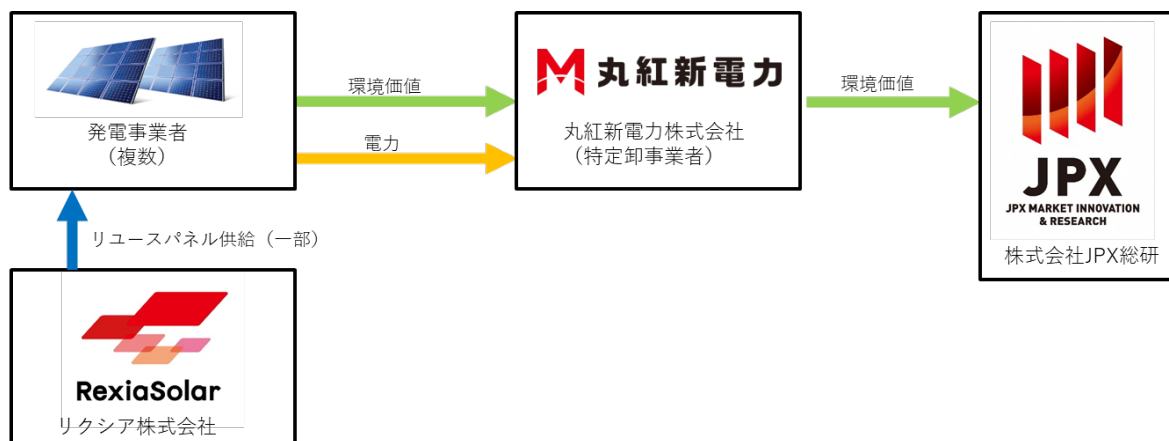 発電事業者
（複数）
環境価値
電力
丸紅新電力
丸紅新電力株式会社
（特定卸事業者）
環境価値
JPX
JPX MARKET INNOVATION
& RESEARCH
株式会社JPX総研
リユースパネル供給（一部）
RexiaSolar
リクシア株式会社